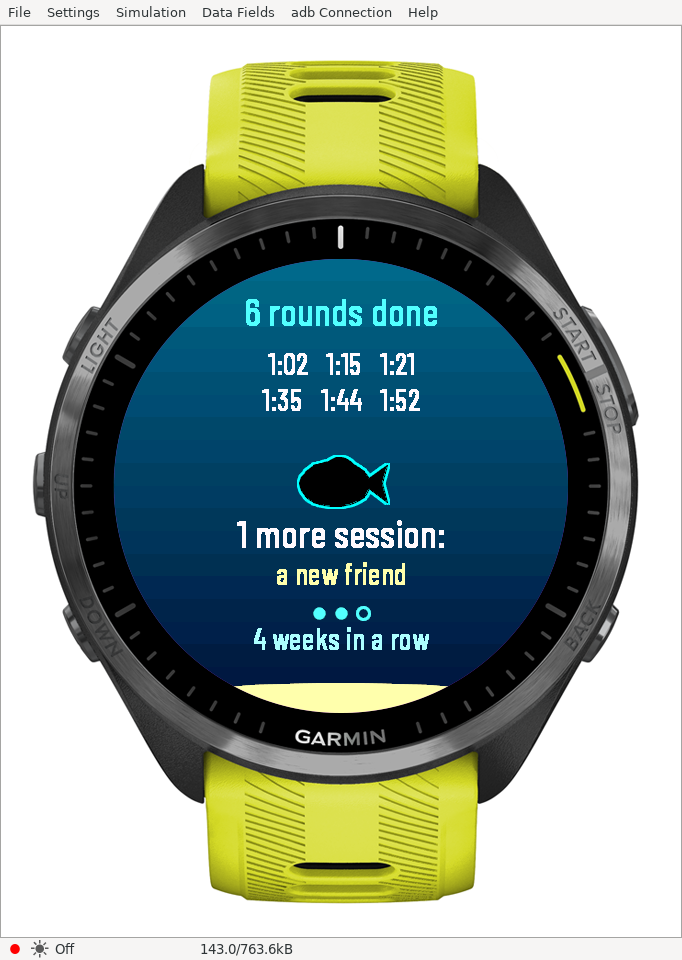 File Settings Simulation Data Fields adb Connection Help
START
STOP
LIGHT
6 rounds done
1:02 1:15 1:21
1:35 1:44 1:52
UP
1 more session:
a new friend
4 weeks in a row
DOWN
BACK
GARMIN
Off 143.0/763.6kB